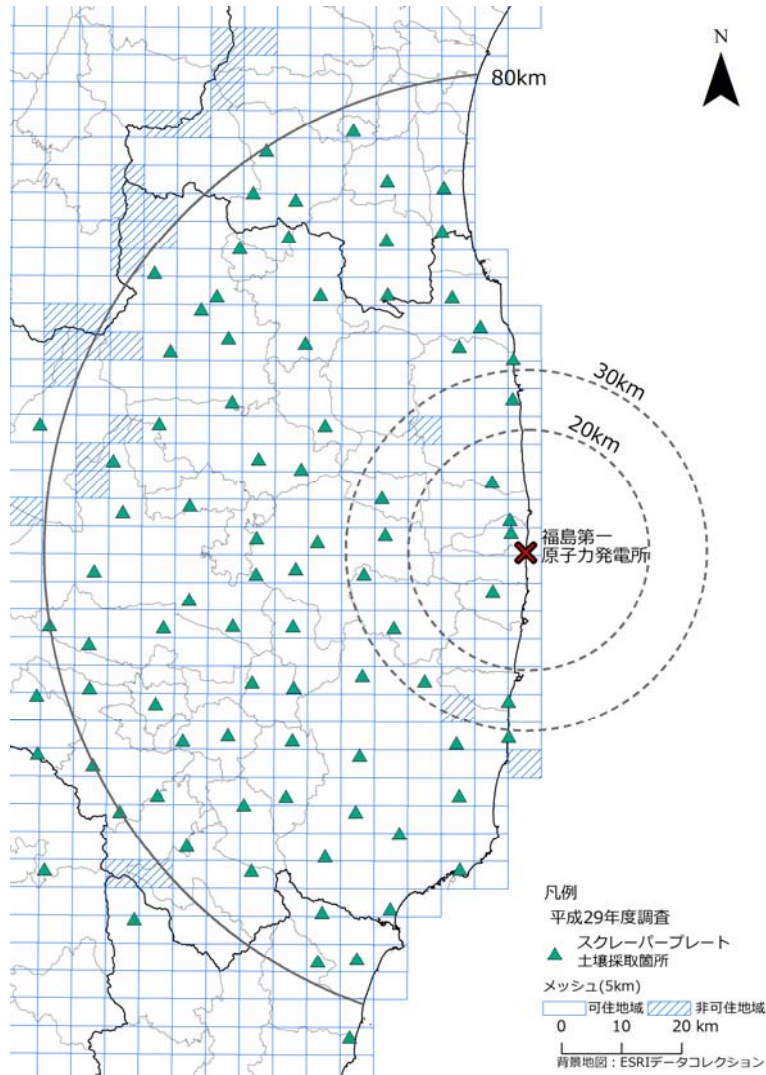 N
80km
30km
20km
福島第一
原子力発電所
凡例
平成29年度調査
スクレーパープレート
土壌採取箇所
メッシュ(5km)
可住地域 非可住地域
0 10 20 km
背景地図：ESRIデータコレクション